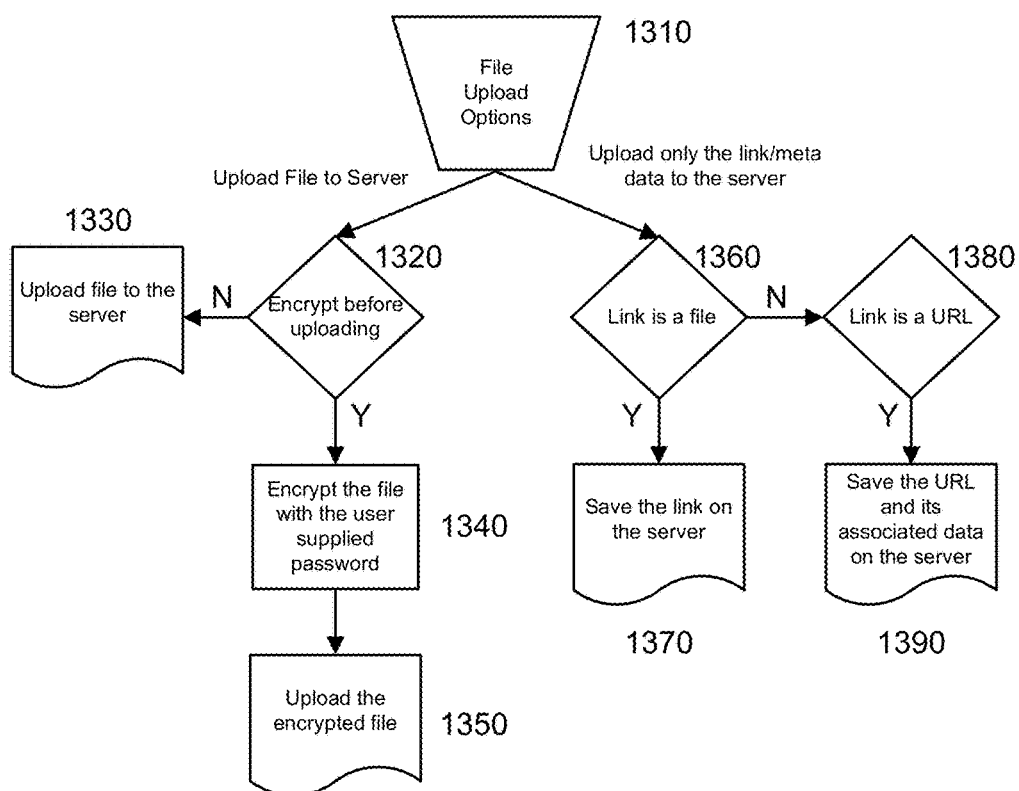 1310
File
Upload
Options
Upload File to Server
Upload only the link/meta
data to the server
1330
Upload file to the
server
N
1320
Encrypt before
uploading
1360
Link is a file
N
1380
Link is a URL
Y
Y
Y
Encrypt the file
with the user
supplied
password
1340
Save the link on
the server
1370
Save the URL
and its
associated data
on the server
1390
Upload the
encrypted file
1350